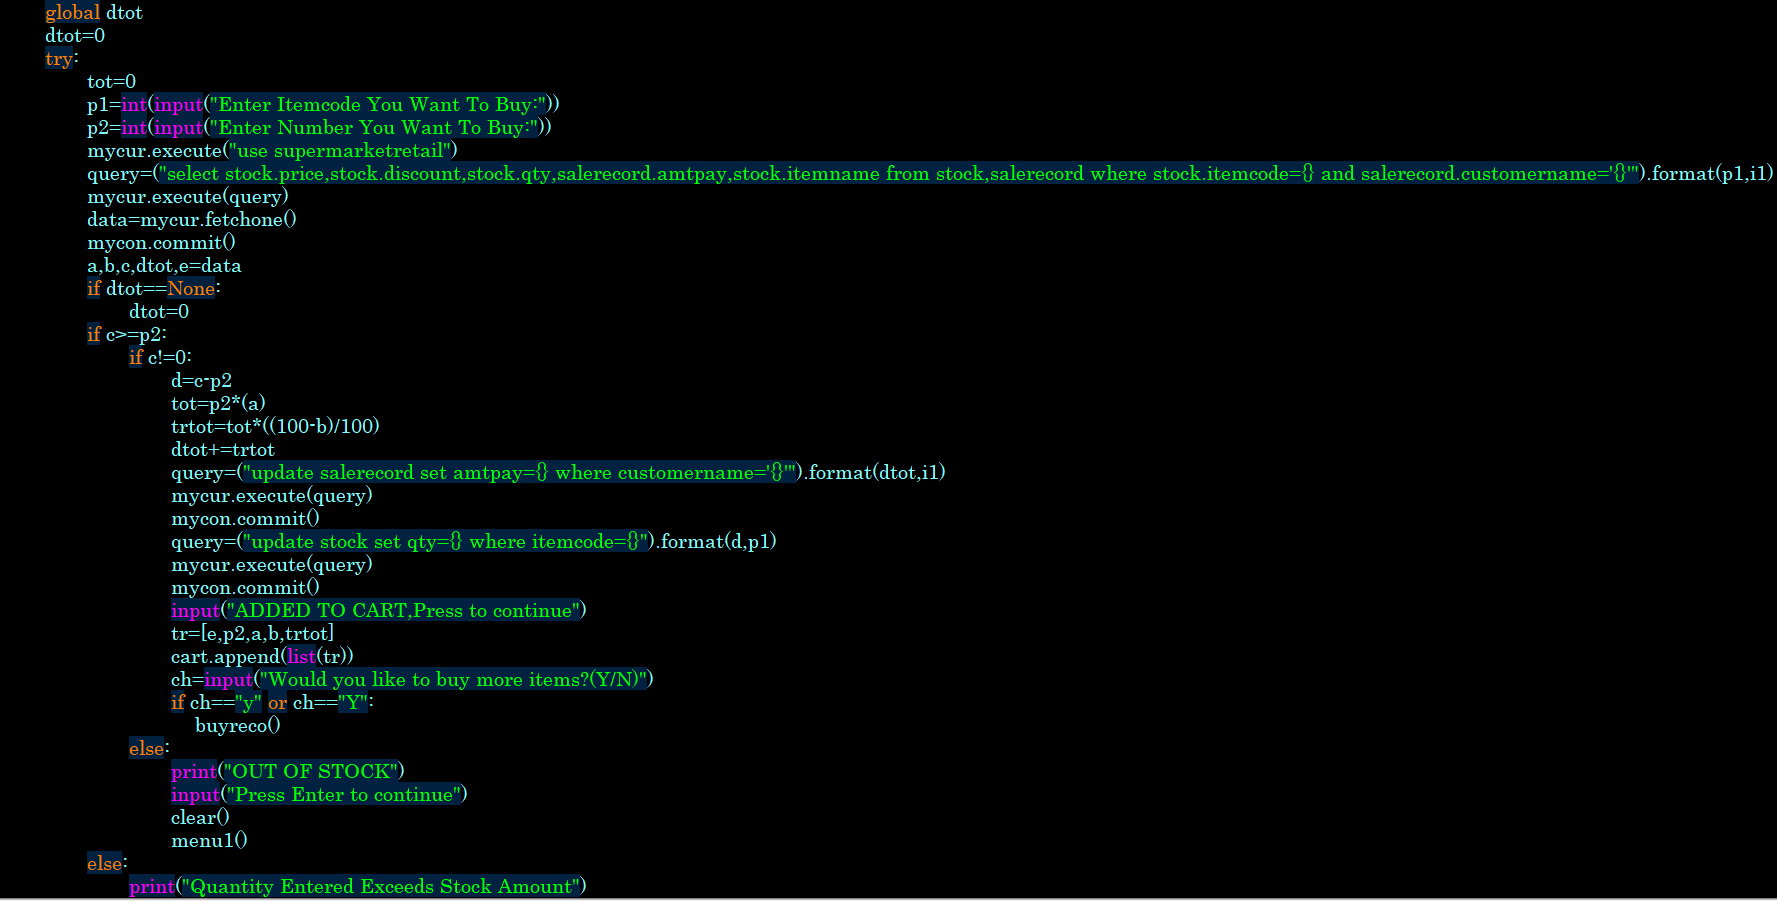 global dtot
dtot=0
try:
tot=0
p1=int(input("Enter Itemcode You Want To Buy:"))
p2=int(input("Enter Number You Want To Buy:"))
mycur.execute("use supermarketretail")
query=("select stock.price,stock.discount,stock.qty,salerecord.amtpay,stock.itemname from stock,salerecord where stock.itemcode={} and salerecord.customername='{}'").format(p1,i1)
mycur.execute(query)
data=mycur.fetchone()
mycon.commit()
a,b,c,dtot,e=data
if dtot==None:
dtot=0
if c>=p2:
if c!=0:
d=c-p2
tot=p2*(a)
trtot=tot*((100-b)/100)
dtot+=trtot
query=("update salerecord set amtpay={} where customername='{}'").format(dtot,i1)
mycur.execute(query)
mycon.commit()
query=("update stock set qty={} where itemcode={}").format(d,p1)
mycur.execute(query)
mycon.commit()
input("ADDED TO CART,Press to continue")
tr=[e,p2,a,b,trtot]
cart.append(list(tr))
ch=input("Would you like to buy more items?(Y/N)")
if ch=="y" or ch=="Y":
buyreco()
else:
print("OUT OF STOCK")
input("Press Enter to continue")
clear()
menu1()
else:
print("Quantity Entered Exceeds Stock Amount")